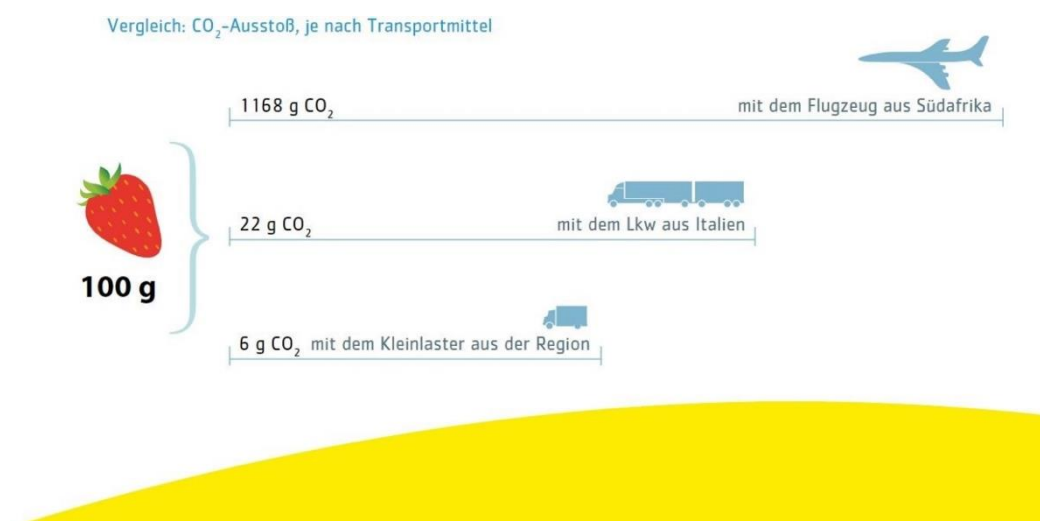 Vergleich: CO₂-Ausstoß, je nach Transportmittel
1168 g CO₂ mit dem Flugzeug aus Südafrika
22 g CO₂ mit dem Lkw aus Italien
100 g
6 g CO₂ mit dem Kleinlaster aus der Region